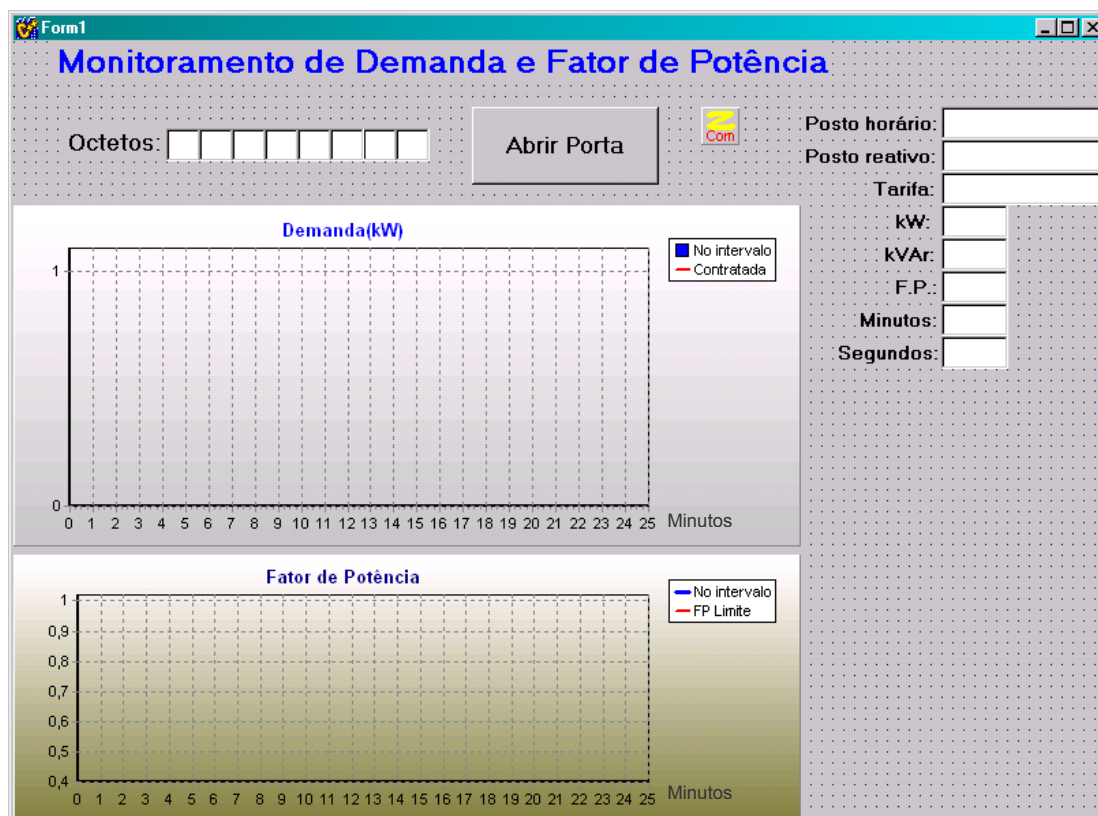 Form1
Monitoramento de Demanda e Fator de Potência
Octetos:
Abrir Porta
Com
Posto horário:
Posto reativo:
Tarifa:
kW:
kVAr:
F.P.:
Minutos:
Segundos:
Demanda(kW)
No intervalo
Contratada
1
0
0 1 2 3 4 5 6 7 8 9 10 11 12 13 14 15 16 17 18 19 20 21 22 23 24 25 Minutos
Fator de Potência
No intervalo
FP Limite
1
0,9
0,8
0,7
0,6
0,5
0,4
0 1 2 3 4 5 6 7 8 9 10 11 12 13 14 15 16 17 18 19 20 21 22 23 24 25 Minutos